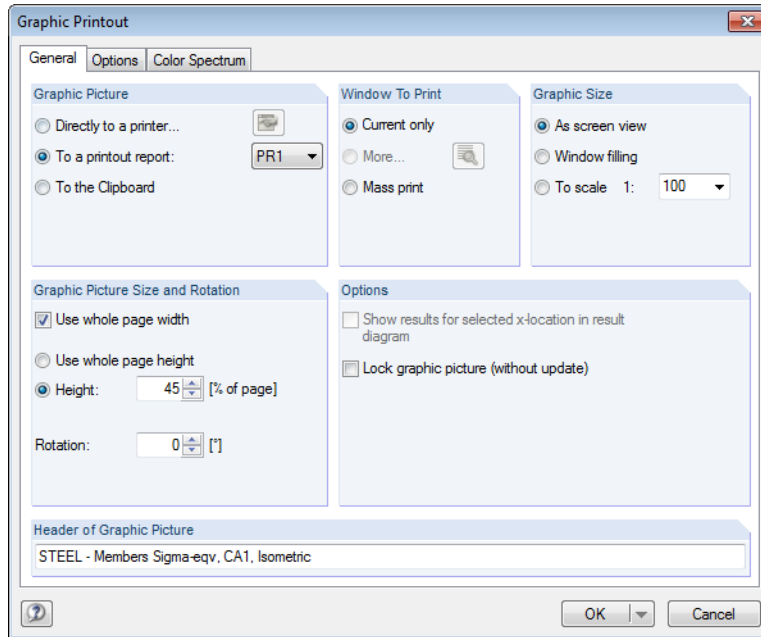 Graphic Printout
General
Options
Color Spectrum
Graphic Picture
Directly to a printer...
To a printout report:
PR1
To the Clipboard
Window To Print
Current only
More...
Mass print
Graphic Size
As screen view
Window filling
To scale 1:
100
Graphic Picture Size and Rotation
Use whole page width
Use whole page height
Height:
45
[% of page]
Rotation:
0
[°]
Options
Show results for selected x-location in result
diagram
Lock graphic picture (without update)
Header of Graphic Picture
STEEL - Members Sigma-eqv, CA1, Isometric
OK
Cancel